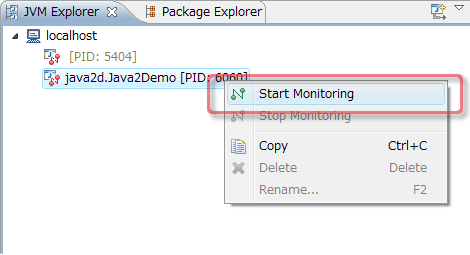 JVM Explorer Package Explorer
localhost
[PID: 5404]
java2d.Java2Demo [PID: 6060]
Start Monitoring
Stop Monitoring
Copy Ctrl+C
Delete Delete
Rename... F2